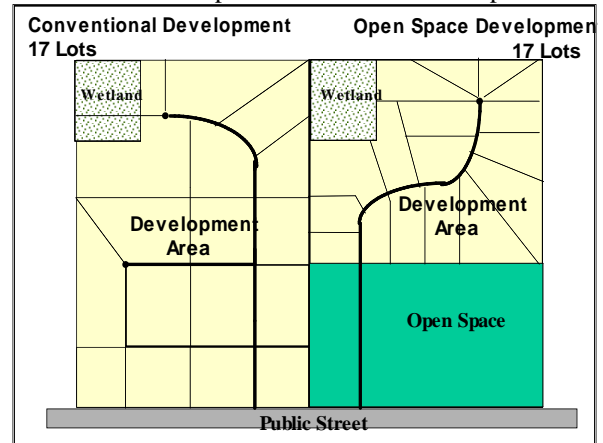 Conventional Development
17 Lots
Open Space Developmen
17 Lots
Wetland
Wetland
Development
Area
Development
Area
Open Space
Public Street